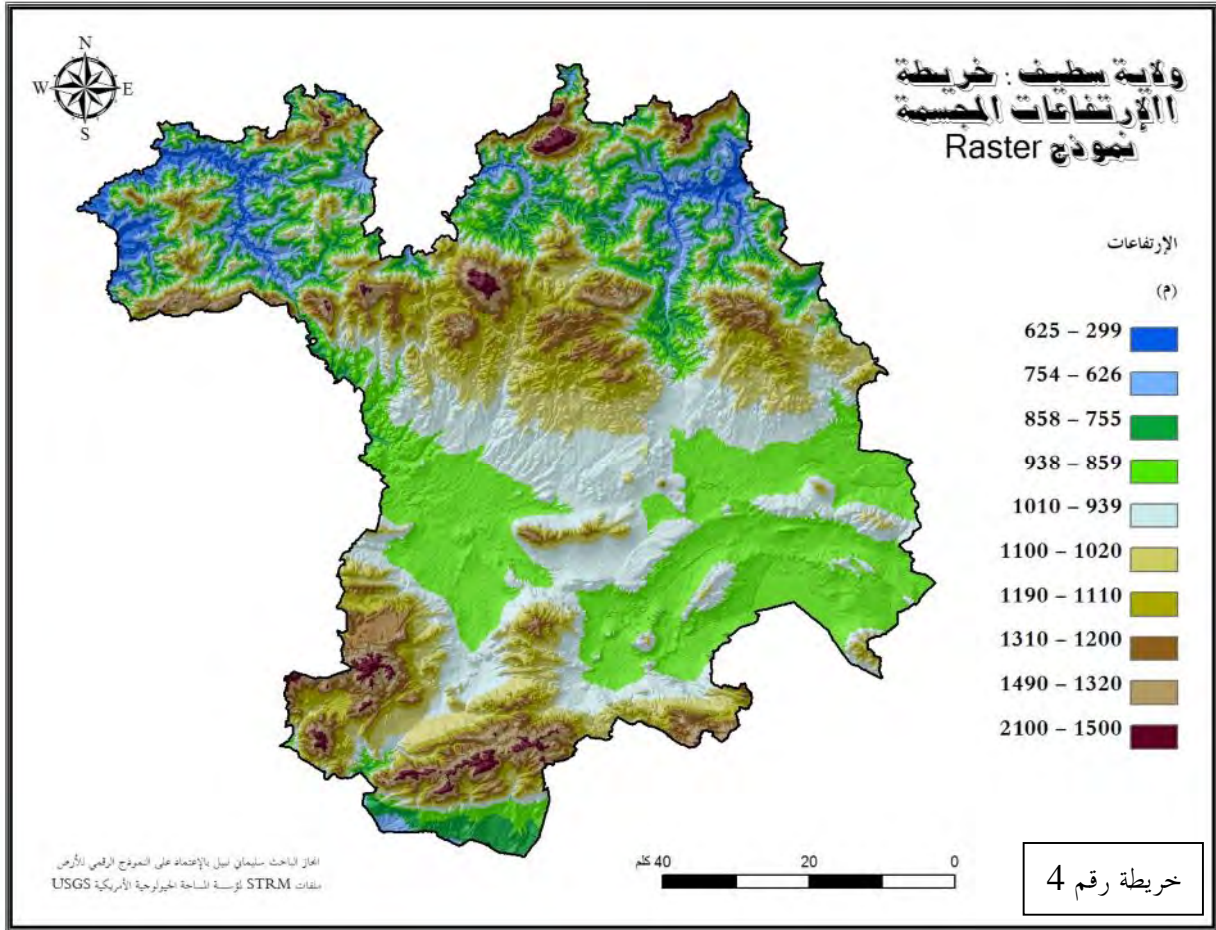 N
W E
S
ولاية سطيف : خريطة
االإرتفاعات المجسمة
نموذج Raster
الإرتفاعات
(م)
625 – 299
754 – 626
858 – 755
938 – 859
1010 – 939
1100 – 1020
1190 – 1110
1310 – 1200
1490 – 1320
2100 – 1500
انجاز الباحث سليماني نبيل بالإعتماد على النموذج الرقمي للأرض
ملفات STRM لمؤسسة المساحة الجيولوجية الأمريكية USGS
40 كلم 20 0
خريطة رقم 4